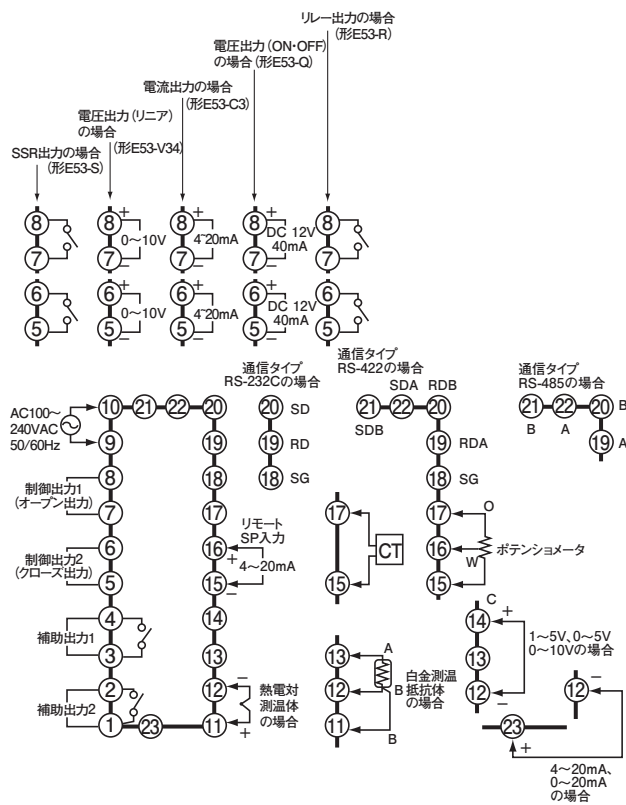 リレー出力の場合
(形E53-R)
電圧出力(ON・OFF)
の場合(形E53-Q)
電流出力の場合
(形E53-C3)
電圧出力(リニア)
の場合
(形E53-V34)
SSR出力の場合
(形E53-S)
8 8 + 8 + 8 + 8
0～10V 4~20mA DC 12V 40mA
7 7 − 7 − 7 − 7
6 6 + 6 + 6 + 6
0～10V 4~20mA DC 12V 40mA
5 5 − 5 − 5 − 5
通信タイプ
RS-232Cの場合
20 SD
19 RD
18 SG
通信タイプ
RS-422の場合
SDA RDB
21 22 20
SDB
19 RDA
18 SG
17 O
16 W ポテンショメータ
15
C
通信タイプ
RS-485の場合
21 22 20 B
B A
19 A
AC100～
240VAC
50/60Hz
10 21 22 20
9 19
8 18
制御出力1
(オープン出力)
7 17
リモート
SP入力
6 16 +
4～20mA
制御出力2
(クローズ出力)
5 15 −
4 14
補助出力1
3 13
2 12 −
熱電対
測温体
の場合
補助出力2
1 23 11 +
17
CT
15
13 A
12 B
白金測温
抵抗体
の場合
11 B
14 +
1～5V、0～5V
0～10Vの場合
13
12 −
12 −
23 +
4～20mA、
0～20mA
の場合